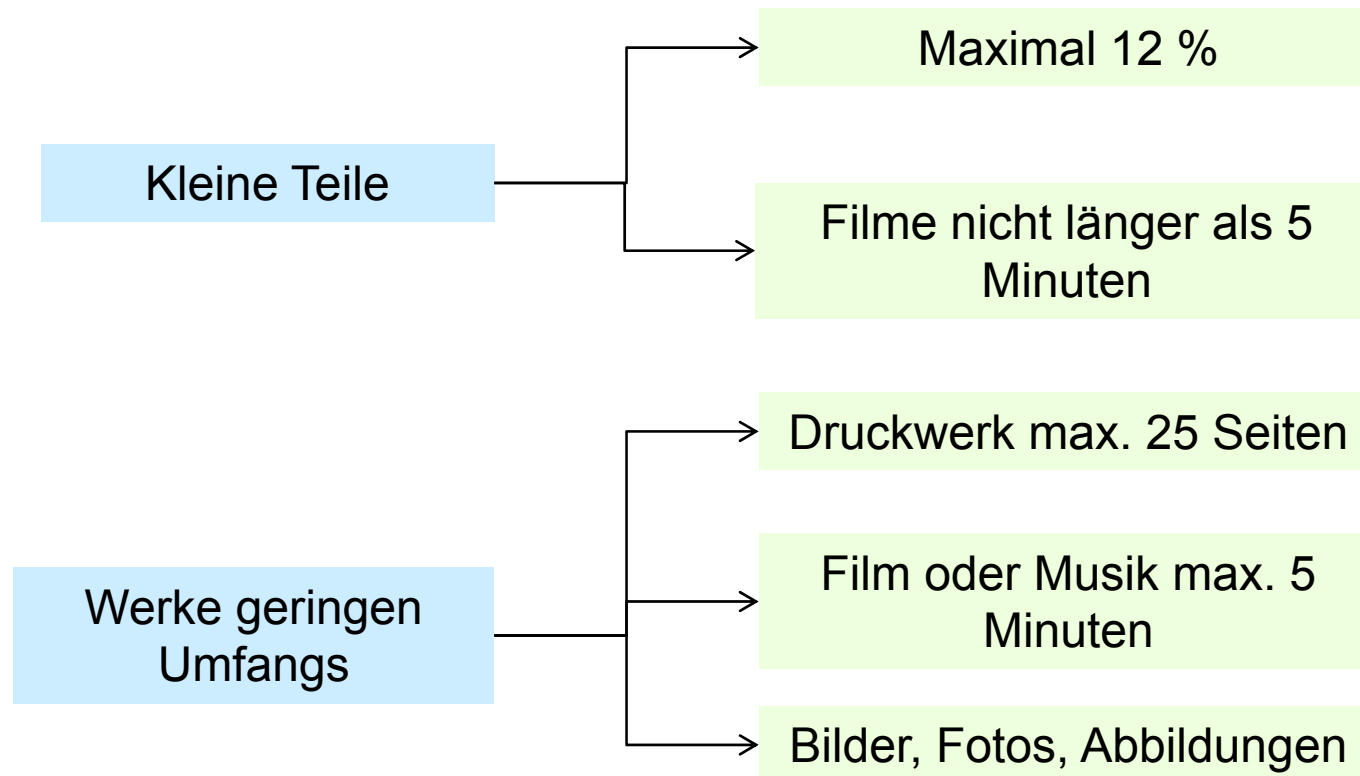 Kleine Teile
Maximal 12 %
Filme nicht länger als 5
Minuten
Werke geringen
Umfangs
Druckwerk max. 25 Seiten
Film oder Musik max. 5
Minuten
Bilder, Fotos, Abbildungen